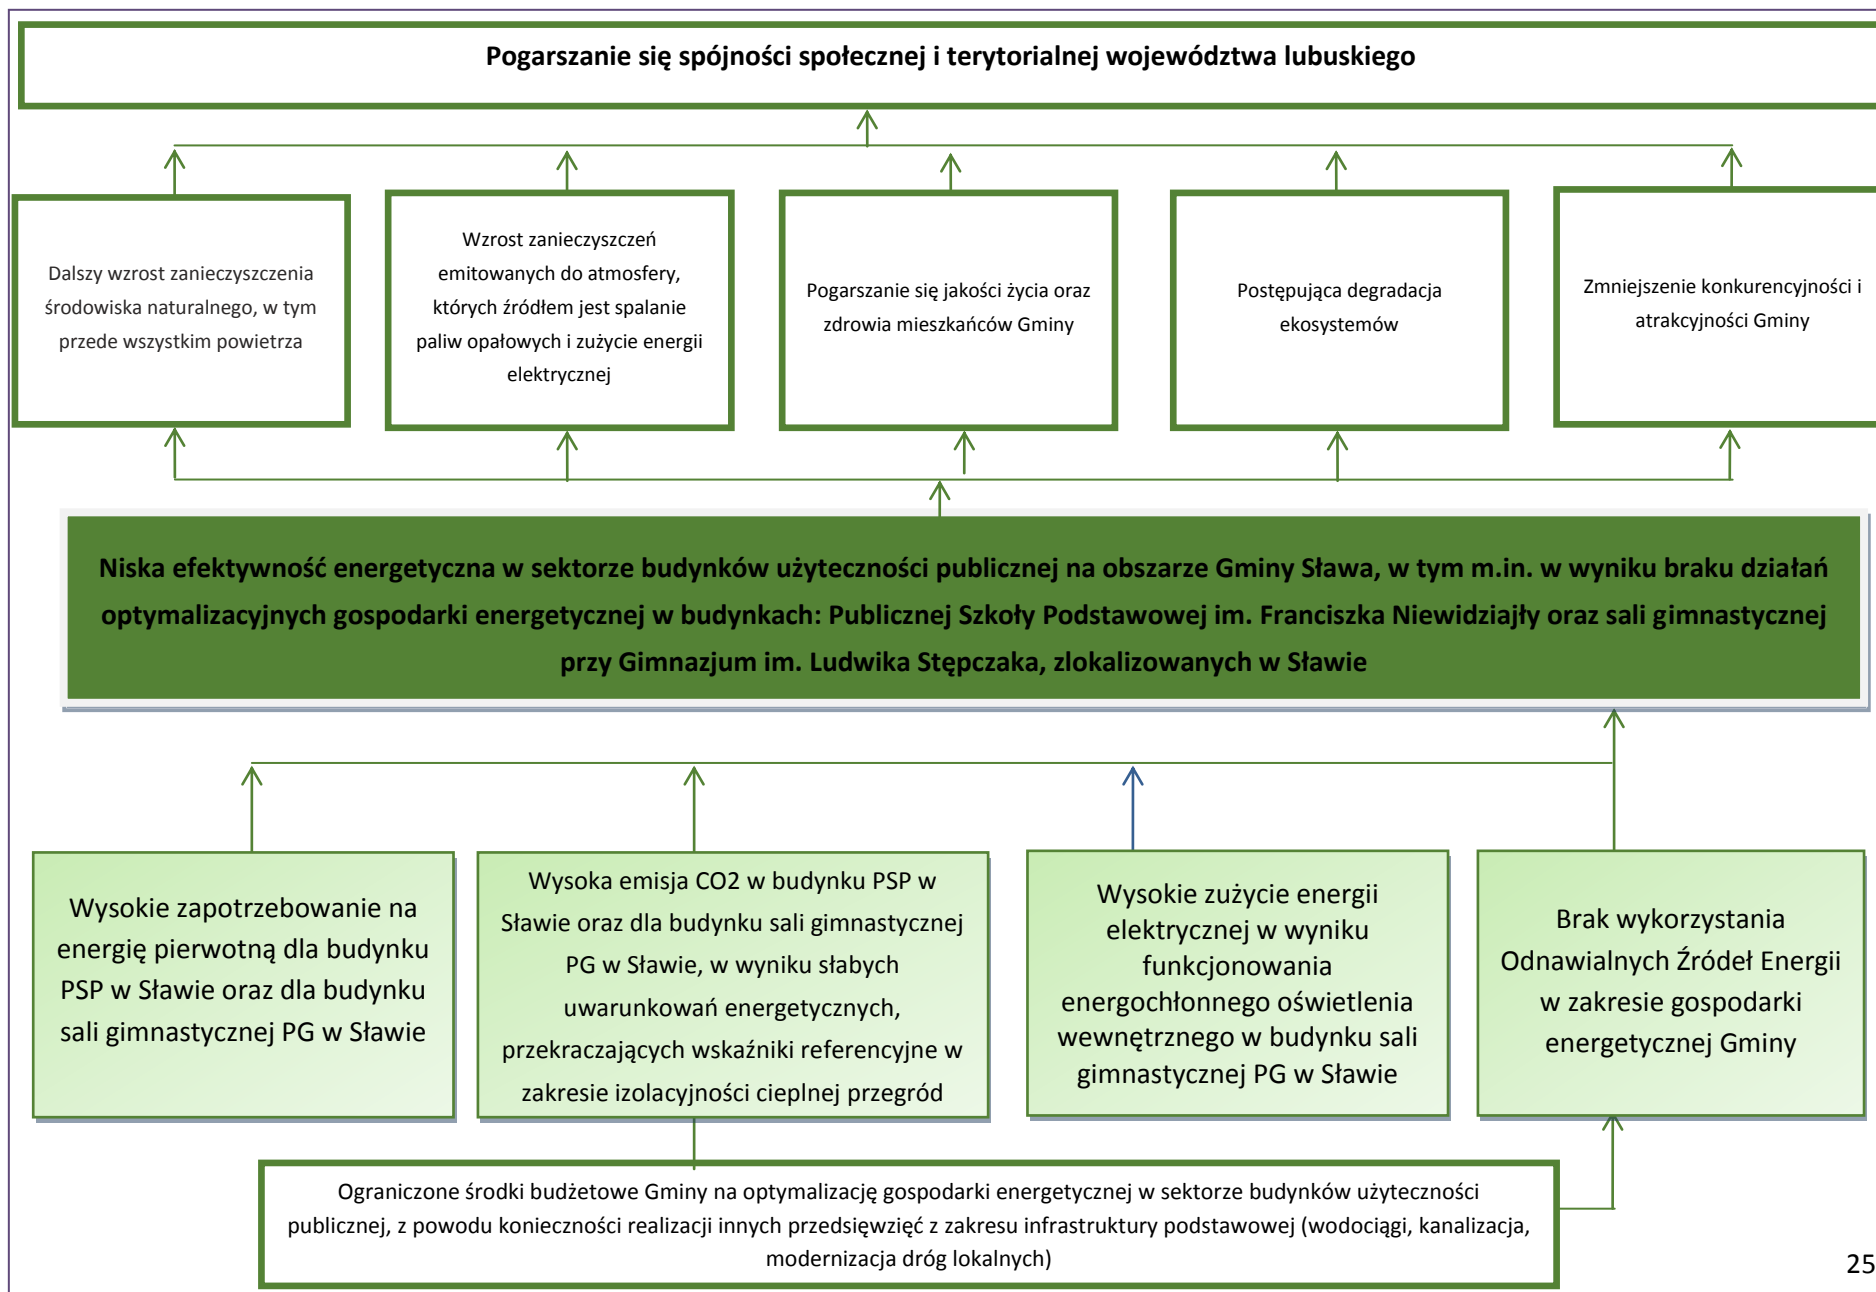 Pogarszanie się spójności społecznej i terytorialnej województwa lubuskiego
Dalszy wzrost zanieczyszczenia
środowiska naturalnego, w tym
przede wszystkim powietrza
Wzrost zanieczyszczeń
emitowanych do atmosfery,
których źródłem jest spalanie
paliw opałowych i zużycie energii
elektrycznej
Pogarszanie się jakości życia oraz
zdrowia mieszkańców Gminy
Postępująca degradacja
ekosystemów
Zmniejszenie konkurencyjności i
atrakcyjności Gminy
Niska efektywność energetyczna w sektorze budynków użyteczności publicznej na obszarze Gminy Sława, w tym m.in. w wyniku braku działań
optymalizacyjnych gospodarki energetycznej w budynkach: Publicznej Szkoły Podstawowej im. Franciszka Niewidziajły oraz sali gimnastycznej
przy Gimnazjum im. Ludwika Stępczaka, zlokalizowanych w Sławie
Wysokie zapotrzebowanie na
energię pierwotną dla budynku
PSP w Sławie oraz dla budynku
sali gimnastycznej PG w Sławie
Wysoka emisja CO2 w budynku PSP w
Sławie oraz dla budynku sali gimnastycznej
PG w Sławie, w wyniku słabych
uwarunkowań energetycznych,
przekraczających wskaźniki referencyjne w
zakresie izolacyjności cieplnej przegród
Wysokie zużycie energii
elektrycznej w wyniku
funkcjonowania
energochłonnego oświetlenia
wewnętrznego w budynku sali
gimnastycznej PG w Sławie
Brak wykorzystania
Odnawialnych Źródeł Energii
w zakresie gospodarki
energetycznej Gminy
Ograniczone środki budżetowe Gminy na optymalizację gospodarki energetycznej w sektorze budynków użyteczności
publicznej, z powodu konieczności realizacji innych przedsięwzięć z zakresu infrastruktury podstawowej (wodociągi, kanalizacja,
modernizacja dróg lokalnych)
25